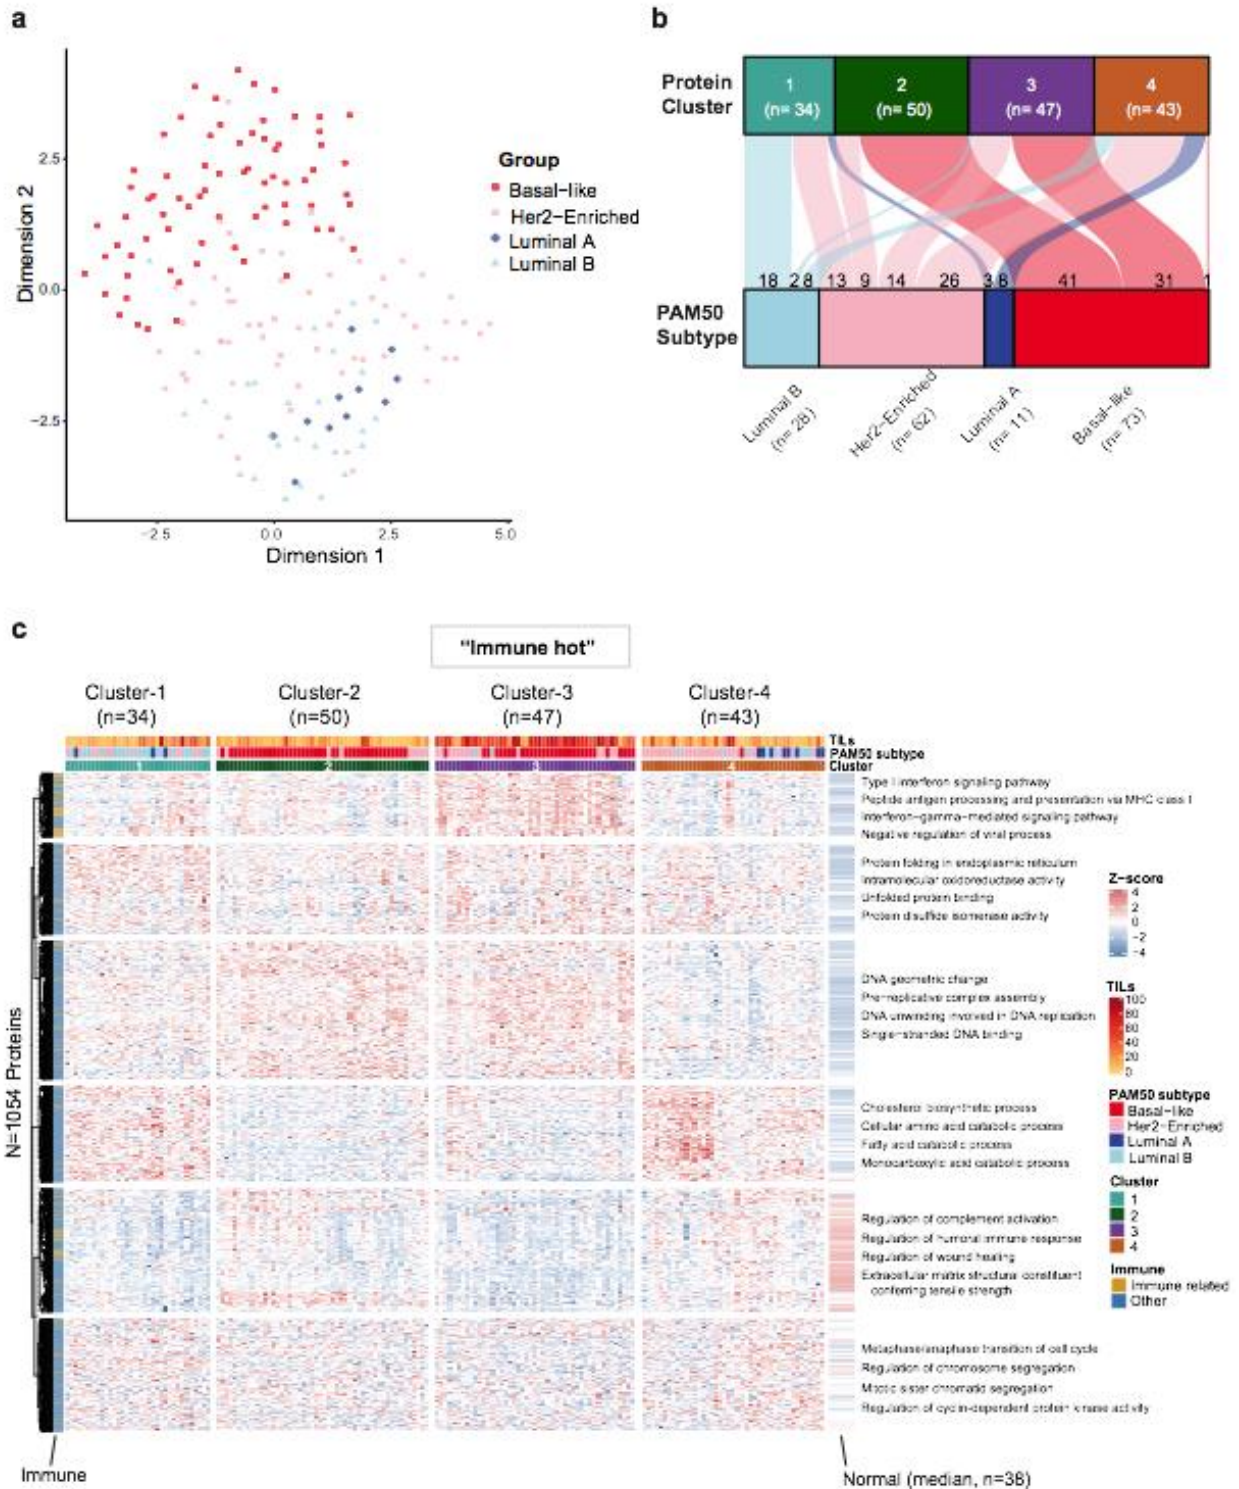 a
2.5
0.0
−2.5
Dimension 2
−2.5
0.0
2.5
5.0
Dimension 1
Group
Basal−like
Her2−Enriched
Luminal A
Luminal B
b
Protein
Cluster
1
(n= 34)
2
(n= 50)
3
(n= 47)
4
(n= 43)
18 2 8 13 9 14 26 3 8 41 31 1
PAM50
Subtype
Luminal B
(n= 28)
Her2−Enriched
(n= 62)
Luminal A
(n= 11)
Basal−like
(n= 73)
c
"Immune hot"
Cluster-1
(n=34)
Cluster-2
(n=50)
Cluster-3
(n=47)
Cluster-4
(n=43)
TILs
PAM50 subtype
Cluster
1 2 3 4
Type I interferon signaling pathway
Peptide antigen processing and presentation via MHC class I
Interferon−gamma−mediated signaling pathway
Negative regulation of viral process
Protein folding in endoplasmic reticulum
Intramolecular oxidoreductase activity
Unfolded protein binding
Protein disulfide isomerase activity
DNA geometric change
Pre−replicative complex assembly
DNA unwinding involved in DNA replication
Single−stranded DNA binding
Cholesterol biosynthetic process
Cellular amino acid catabolic process
Fatty acid catabolic process
Monocarboxylic acid catabolic process
Regulation of complement activation
Regulation of humoral immune response
Regulation of wound healing
Extracellular matrix structural constituent
conferring tensile strength
Metaphase/anaphase transition of cell cycle
Regulation of chromosome segregation
Mitotic sister chromatid segregation
Regulation of cyclin−dependent protein kinase activity
N=1054 Proteins
Immune
Normal (median, n=38)
Z−score
4
2
0
−2
−4
TILs
100
80
60
40
20
0
PAM50 subtype
Basal−like
Her2−Enriched
Luminal A
Luminal B
Cluster
1
2
3
4
Immune
Immune related
Other